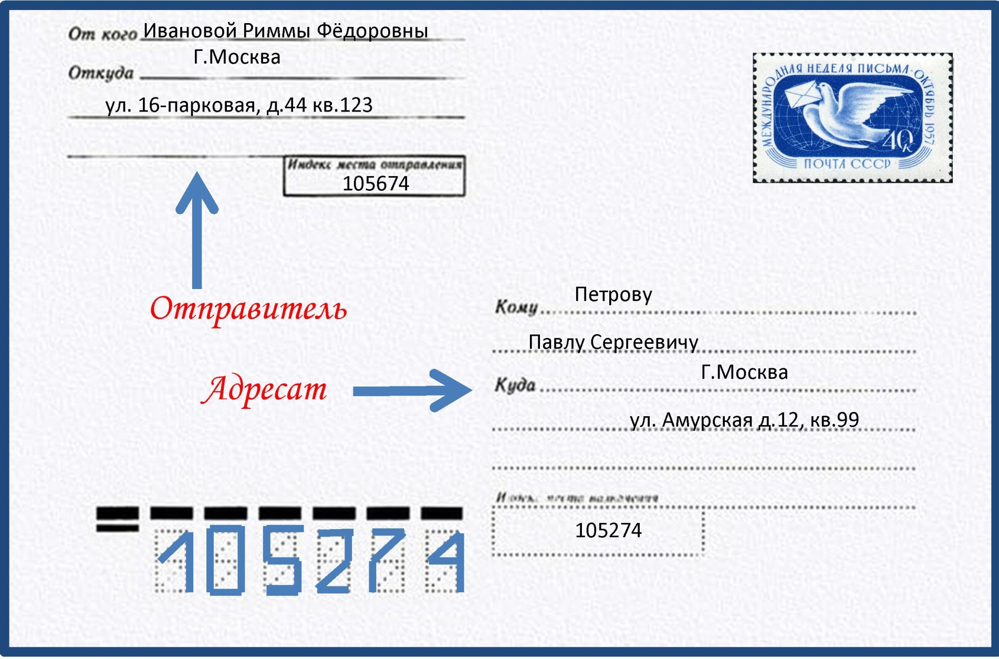 От кого Ивановой Риммы Фёдоровны
Г.Москва
Откуда
ул. 16-парковая, д.44 кв.123
Индекс места отправления
105674
МЕЖДУНАРОДНАЯ НЕДЕЛЯ ПИСЬМА·ОКТЯБРЬ 1957
40к
ПОЧТА СССР
Отправитель
Петрову
Кому
Павлу Сергеевичу
Адресат
Г.Москва
Куда
ул. Амурская д.12, кв.99
Индекс места назначения
105274
105274